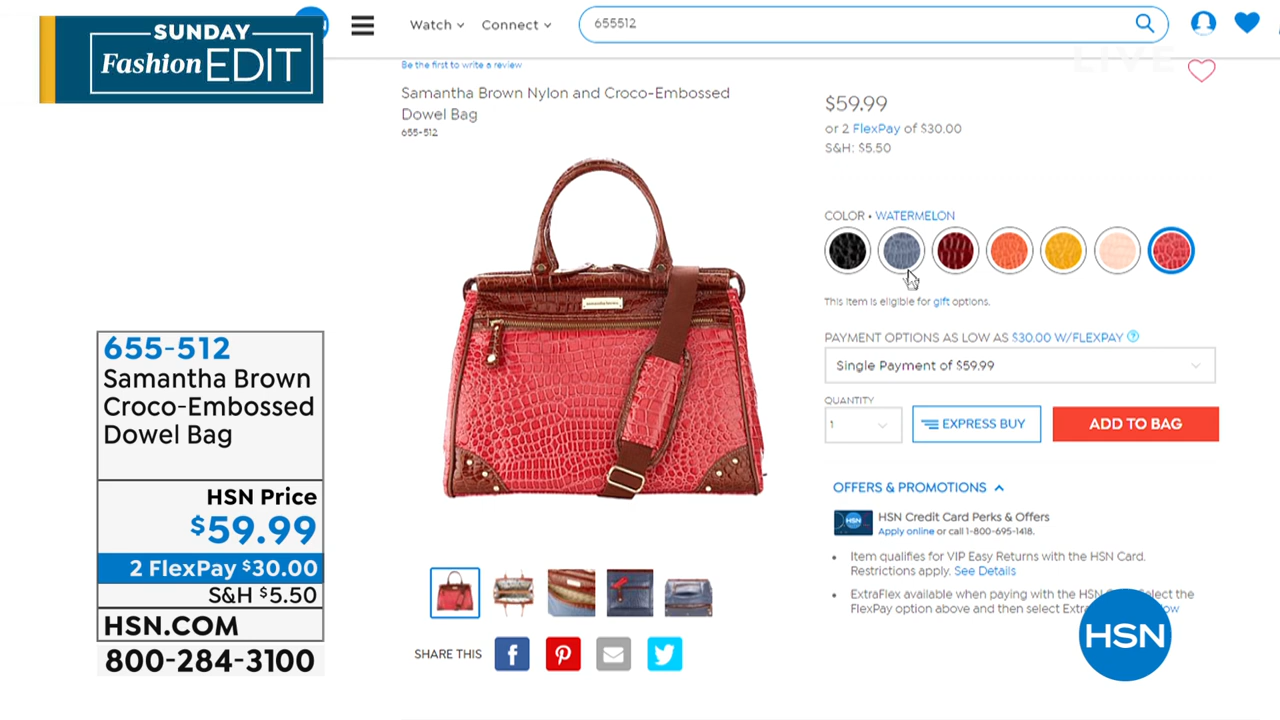 SUNDAY
Fashion EDIT
Watch
Connect
655512
LIVE
Be the first to write a review
Samantha Brown Nylon and Croco-Embossed
Dowel Bag
655-512
$59.99
or 2 FlexPay of $30.00
S&H: $5.50
COLOR • WATERMELON
This item is eligible for gift options.
PAYMENT OPTIONS AS LOW AS $30.00 W/FLEXPAY ?
Single Payment of $59.99
QUANTITY
1
EXPRESS BUY
ADD TO BAG
OFFERS & PROMOTIONS
HSN
HSN Credit Card Perks & Offers
Apply online or call 1-800-695-1418.
• Item qualifies for VIP Easy Returns with the HSN Card.
Restrictions apply. See Details
• ExtraFlex available when paying with the HSN Select the
FlexPay option above and then select
HSN
SHARE THIS
655-512
Samantha Brown
Croco-Embossed
Dowel Bag
HSN Price
$59.99
2 FlexPay $30.00
S&H $5.50
HSN.COM
800-284-3100